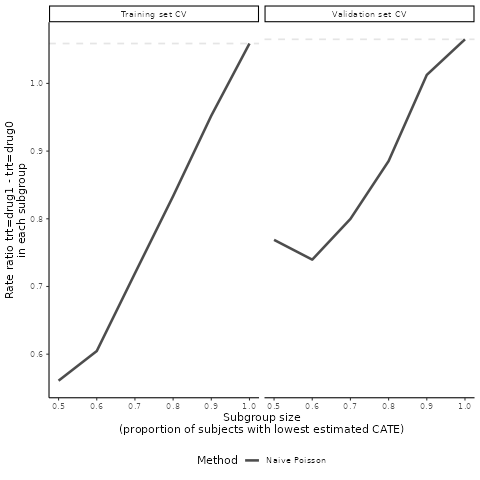 Training set CV
Validation set CV
Rate ratio trt=drug1 - trt=drug0
in each subgroup
1.0
0.9
0.8
0.7
0.6
0.5 0.6 0.7 0.8 0.9 1.0
0.5 0.6 0.7 0.8 0.9 1.0
Subgroup size
(proportion of subjects with lowest estimated CATE)
Method Naive Poisson